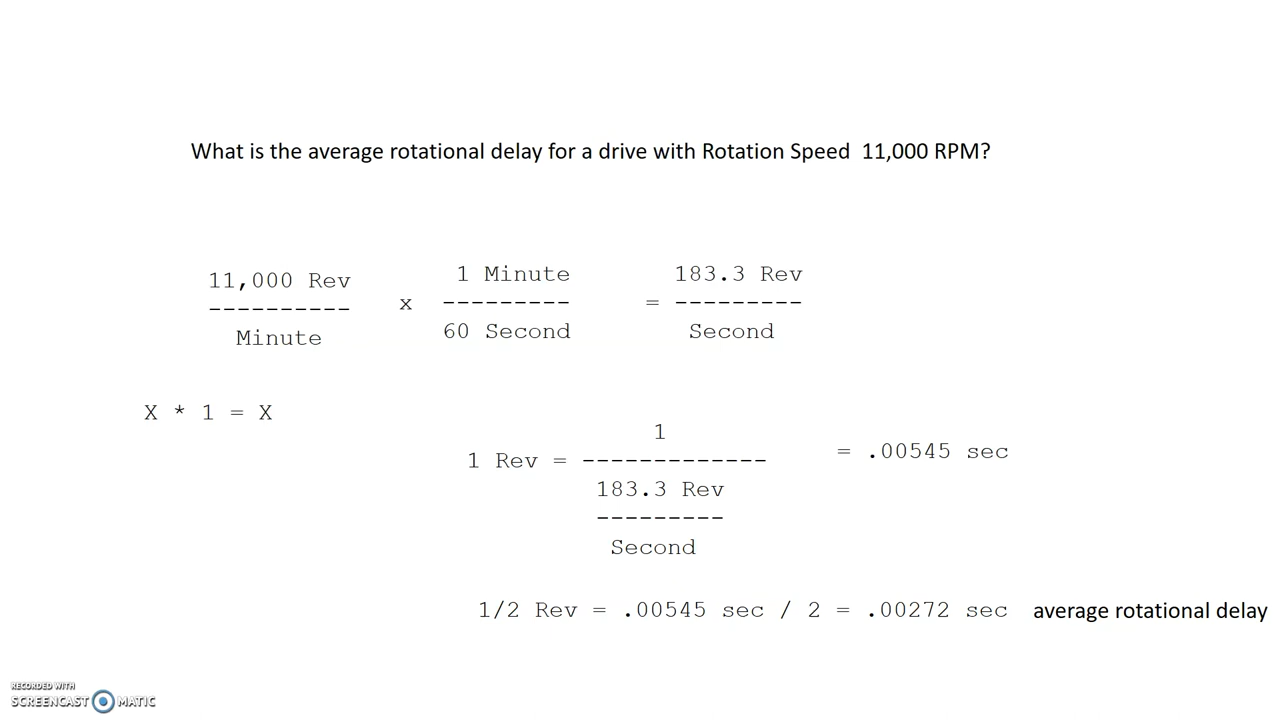 What is the average rotational delay for a drive with Rotation Speed 11,000 RPM?
11,000 Rev
----------
Minute
x
1 Minute
---------
60 Second
=
183.3 Rev
---------
Second
X * 1 = X
1 Rev =
1
-------------
183.3 Rev
---------
Second
= .00545 sec
1/2 Rev = .00545 sec / 2 = .00272 sec average rotational delay
RECORDED WITH
SCREENCAST MATIC